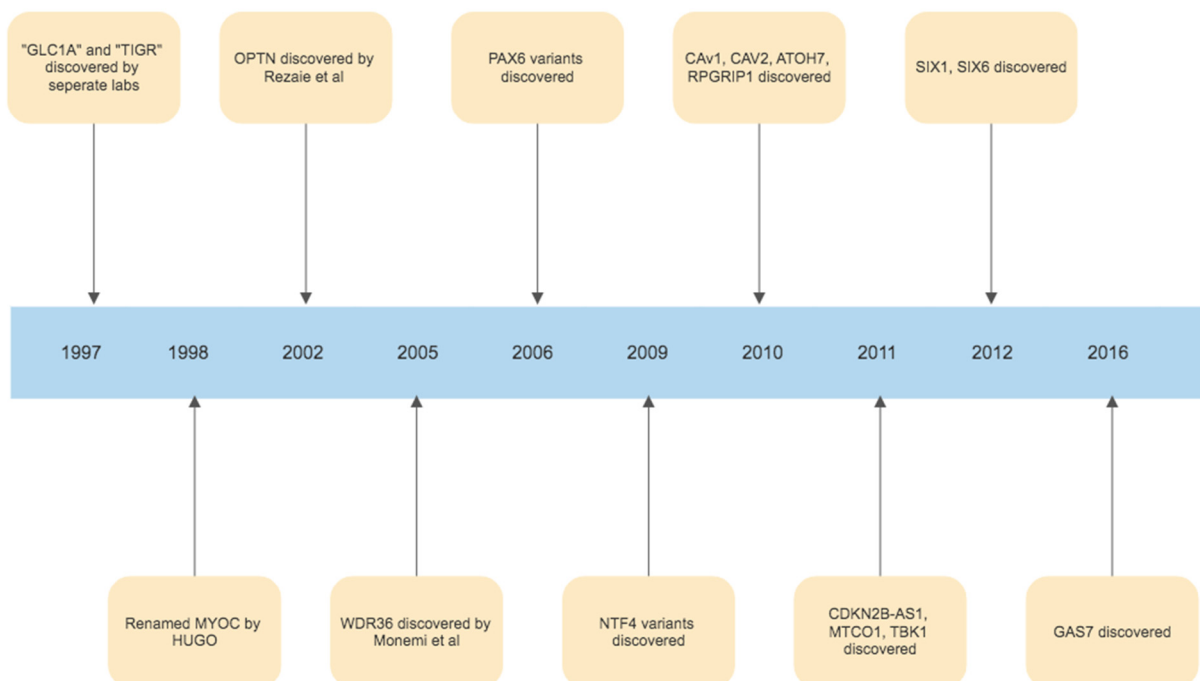 "GLC1A" and "TIGR"
discovered by
seperate labs
OPTN discovered by
Rezaie et al
PAX6 variants
discovered
CAv1, CAV2, ATOH7,
RPGRIP1 discovered
SIX1, SIX6 discovered
1997
1998
2002
2005
2006
2009
2010
2011
2012
2016
Renamed MYOC by
HUGO
WDR36 discovered by
Monemi et al
NTF4 variants
discovered
CDKN2B-AS1,
MTCO1, TBK1
discovered
GAS7 discovered